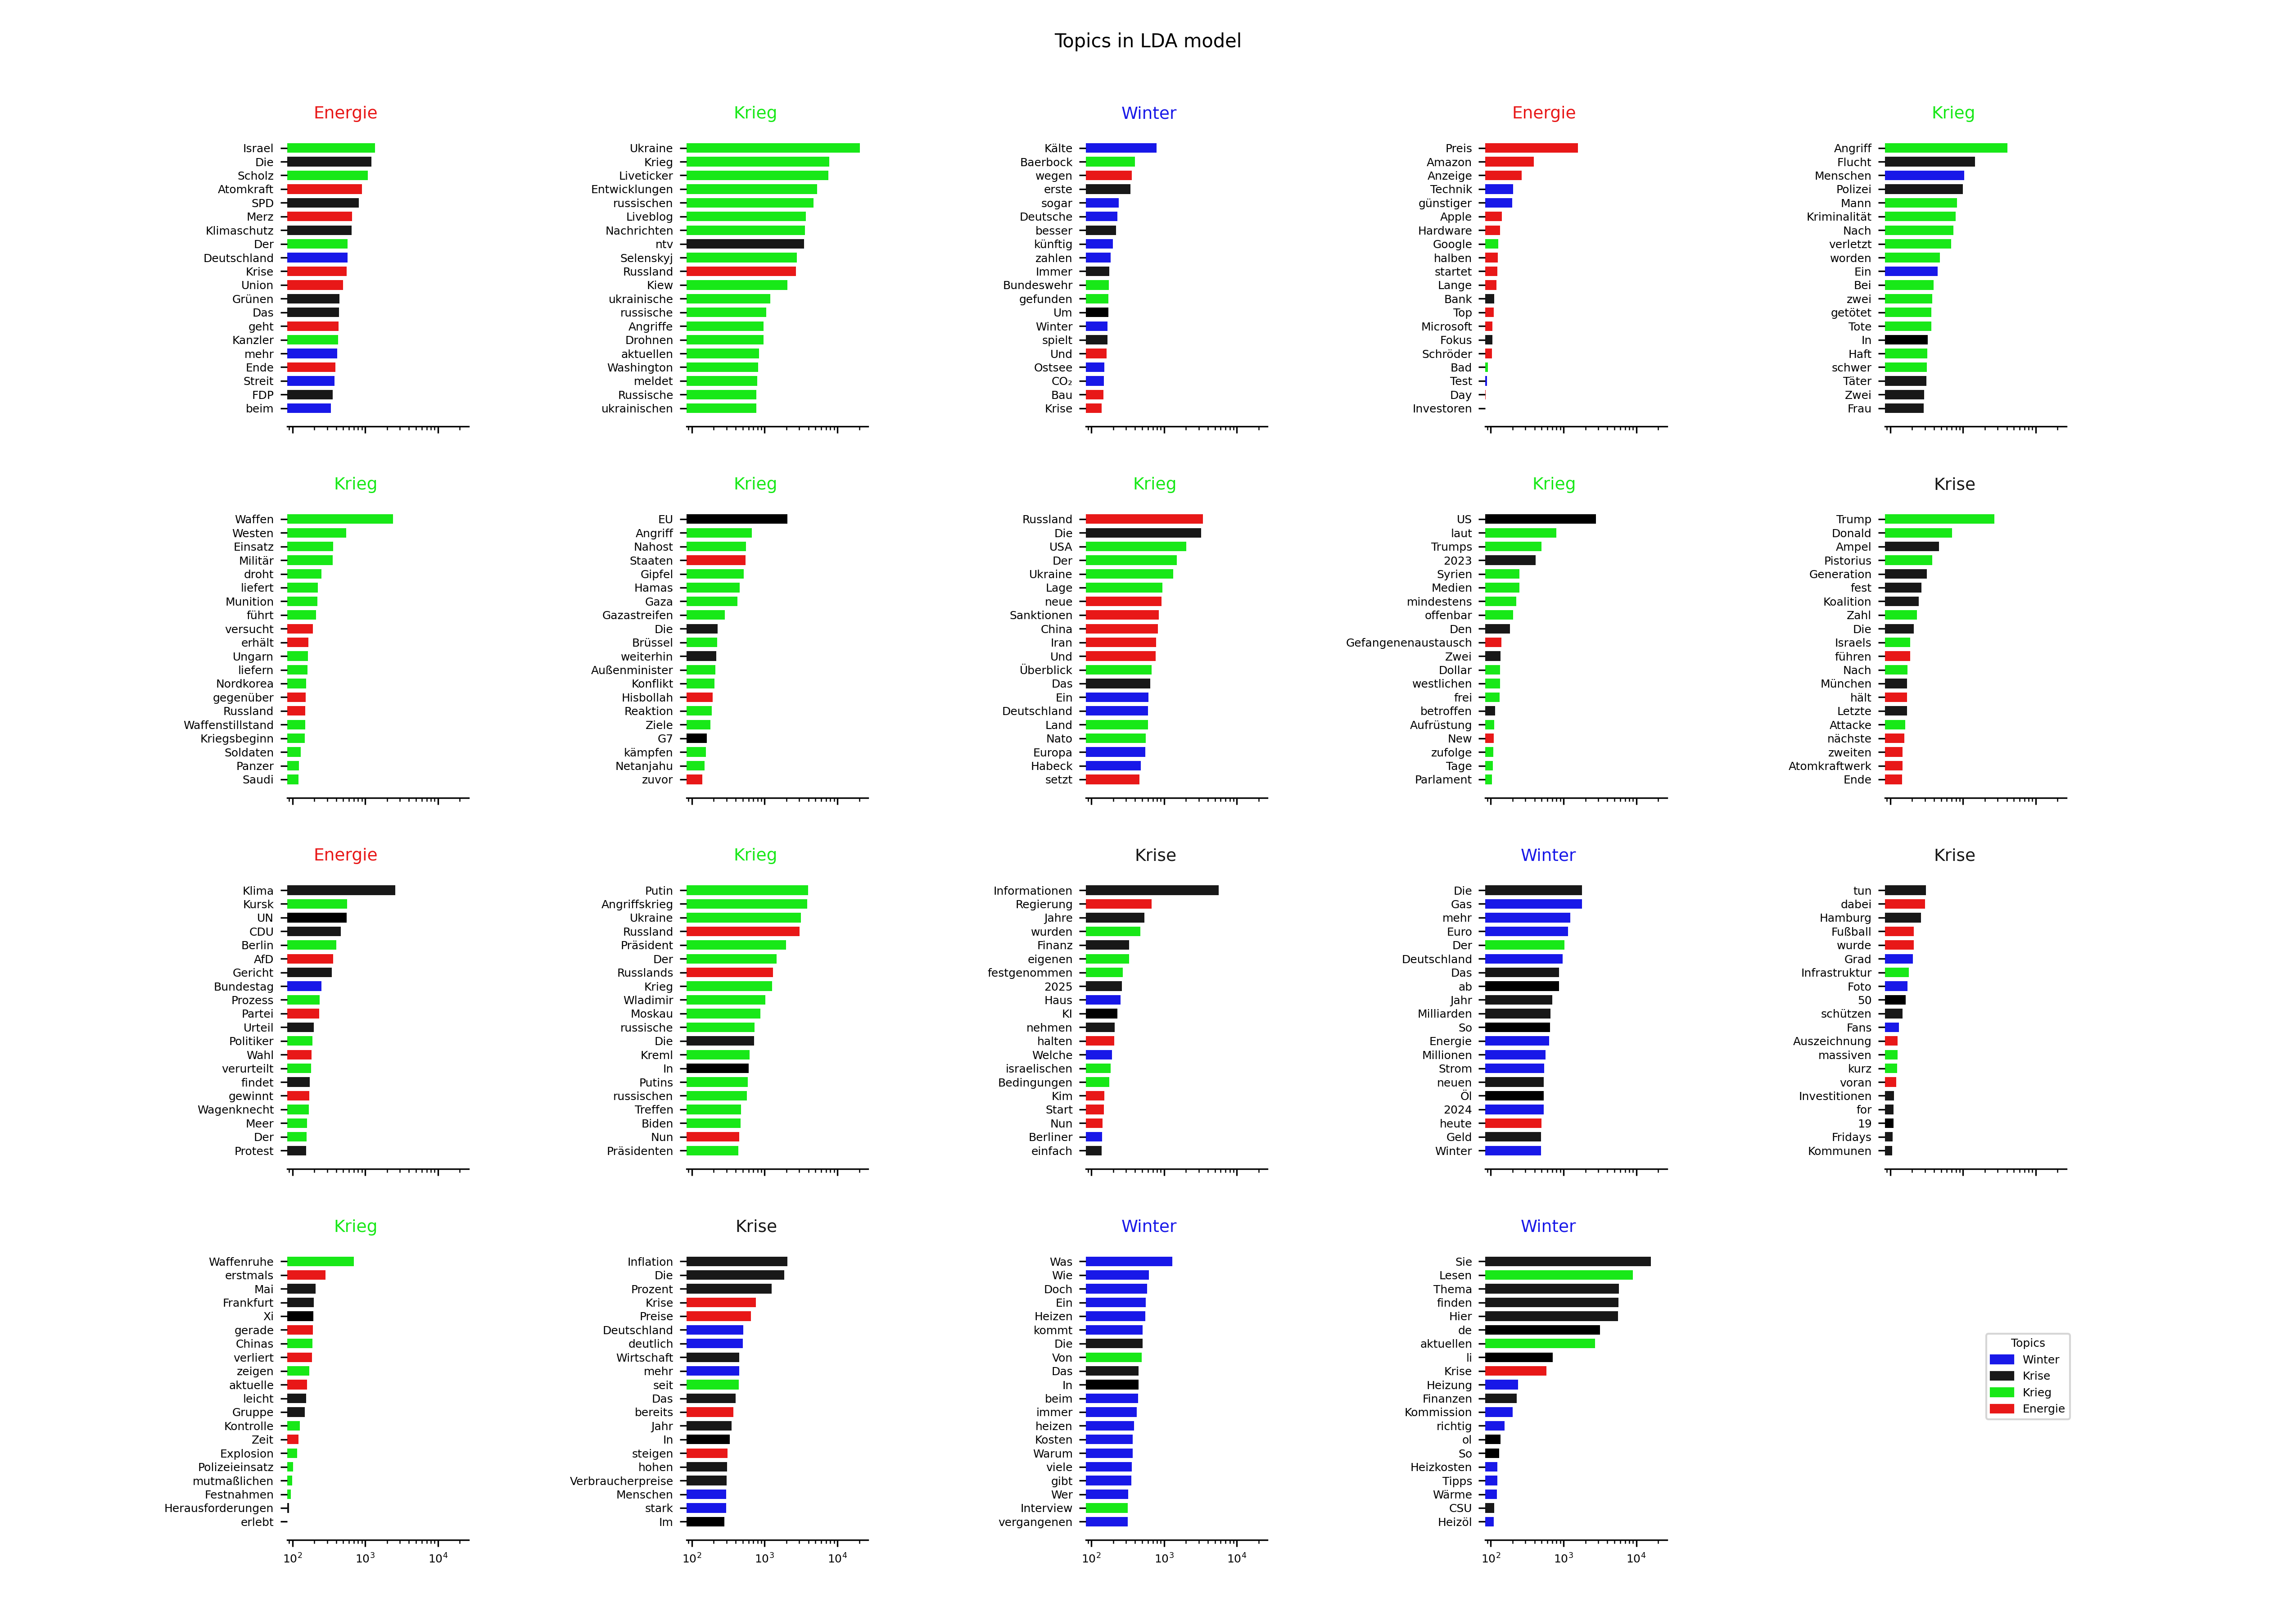 Topics in LDA model
Energie
Israel
Die
Scholz
Atomkraft
SPD
Merz
Klimaschutz
Der
Deutschland
Krise
Union
Grünen
Das
geht
Kanzler
mehr
Ende
Streit
FDP
beim
Krieg
Ukraine
Krieg
Liveticker
Entwicklungen
russischen
Liveblog
Nachrichten
ntv
Selenskyj
Russland
Kiew
ukrainische
russische
Angriffe
Drohnen
aktuellen
Washington
meldet
Russische
ukrainischen
Winter
Kälte
Baerbock
wegen
erste
sogar
Deutsche
besser
künftig
zahlen
Immer
Bundeswehr
gefunden
Um
Winter
spielt
Und
Ostsee
CO₂
Bau
Krise
Energie
Preis
Amazon
Anzeige
Technik
günstiger
Apple
Hardware
Google
halben
startet
Lange
Bank
Top
Microsoft
Fokus
Schröder
Bad
Test
Day
Investoren
Krieg
Angriff
Flucht
Menschen
Polizei
Mann
Kriminalität
Nach
verletzt
worden
Ein
Bei
zwei
getötet
Tote
In
Haft
schwer
Täter
Zwei
Frau
Krieg
Waffen
Westen
Einsatz
Militär
droht
liefert
Munition
führt
versucht
erhält
Ungarn
liefern
Nordkorea
gegenüber
Russland
Waffenstillstand
Kriegsbeginn
Soldaten
Panzer
Saudi
Krieg
EU
Angriff
Nahost
Staaten
Gipfel
Hamas
Gaza
Gazastreifen
Die
Brüssel
weiterhin
Außenminister
Konflikt
Hisbollah
Reaktion
Ziele
G7
kämpfen
Netanjahu
zuvor
Krieg
Russland
Die
USA
Der
Ukraine
Lage
neue
Sanktionen
China
Iran
Und
Überblick
Das
Ein
Deutschland
Land
Nato
Europa
Habeck
setzt
Krieg
US
laut
Trumps
2023
Syrien
Medien
mindestens
offenbar
Den
Gefangenenaustausch
Zwei
Dollar
westlichen
frei
betroffen
Aufrüstung
New
zufolge
Tage
Parlament
Krise
Trump
Donald
Ampel
Pistorius
Generation
fest
Koalition
Zahl
Die
Israels
führen
Nach
München
hält
Letzte
Attacke
nächste
zweiten
Atomkraftwerk
Ende
Energie
Klima
Kursk
UN
CDU
Berlin
AfD
Gericht
Bundestag
Prozess
Partei
Urteil
Politiker
Wahl
verurteilt
findet
gewinnt
Wagenknecht
Meer
Der
Protest
Krieg
Putin
Angriffskrieg
Ukraine
Russland
Präsident
Der
Russlands
Krieg
Wladimir
Moskau
russische
Die
Kreml
In
Putins
russischen
Treffen
Biden
Nun
Präsidenten
Krise
Informationen
Regierung
Jahre
wurden
Finanz
eigenen
festgenommen
2025
Haus
KI
nehmen
halten
Welche
israelischen
Bedingungen
Kim
Start
Nun
Berliner
einfach
Winter
Die
Gas
mehr
Euro
Der
Deutschland
Das
ab
Jahr
Milliarden
So
Energie
Millionen
Strom
neuen
Öl
2024
heute
Geld
Winter
Krise
tun
dabei
Hamburg
Fußball
wurde
Grad
Infrastruktur
Foto
50
schützen
Fans
Auszeichnung
massiven
kurz
voran
Investitionen
for
19
Fridays
Kommunen
Krieg
Waffenruhe
erstmals
Mai
Frankfurt
Xi
gerade
Chinas
verliert
zeigen
aktuelle
leicht
Gruppe
Kontrolle
Zeit
Explosion
Polizeieinsatz
mutmaßlichen
Festnahmen
Herausforderungen
erlebt
10² 10³ 10⁴
Krise
Inflation
Die
Prozent
Krise
Preise
Deutschland
deutlich
Wirtschaft
mehr
seit
Das
bereits
Jahr
In
steigen
hohen
Verbraucherpreise
Menschen
stark
Im
10² 10³ 10⁴
Winter
Was
Wie
Doch
Ein
Heizen
kommt
Die
Von
Das
In
beim
immer
heizen
Kosten
Warum
viele
gibt
Wer
Interview
vergangenen
10² 10³ 10⁴
Winter
Sie
Lesen
Thema
finden
Hier
de
aktuellen
li
Krise
Heizung
Finanzen
Kommission
richtig
ol
So
Heizkosten
Tipps
Wärme
CSU
Heizöl
10² 10³ 10⁴
Topics
Winter
Krise
Krieg
Energie